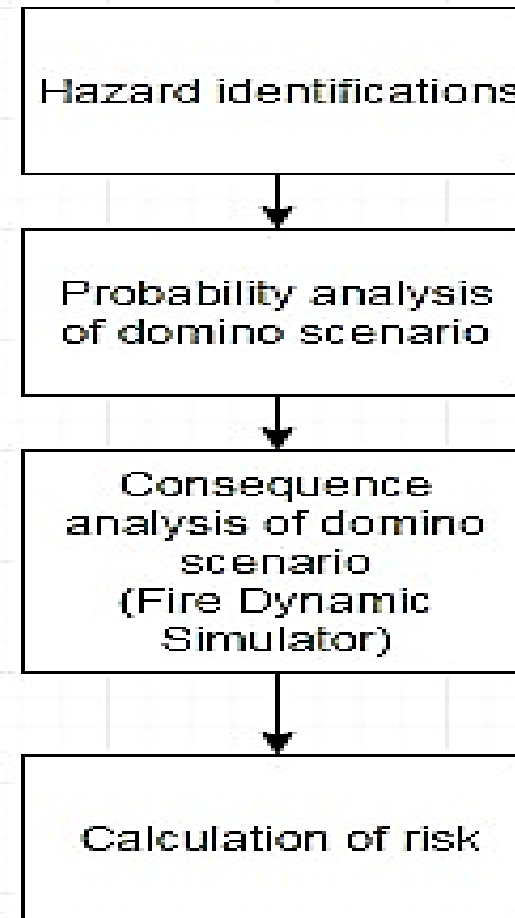 Hazard identifications
Probability analysis
of domino scenario
Consequence
analysis of domino
scenario
(Fire Dynamic
Simulator)
Calculation of risk